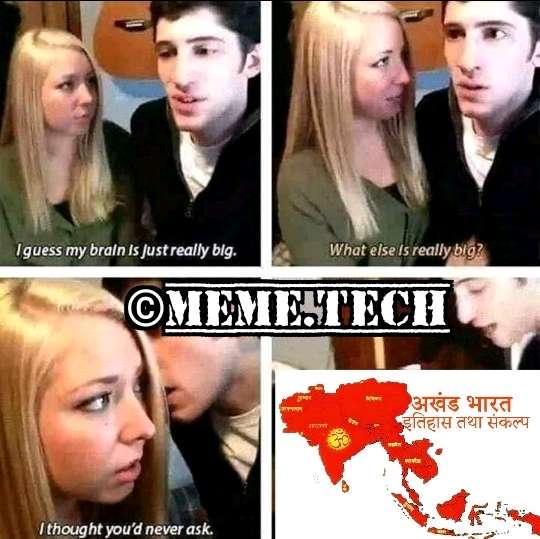 I guess my brain is just really big.
What else is really big?
©MEME.TECH
I thought you'd never ask.
अखंड भारत
इतिहास तथा संकल्प